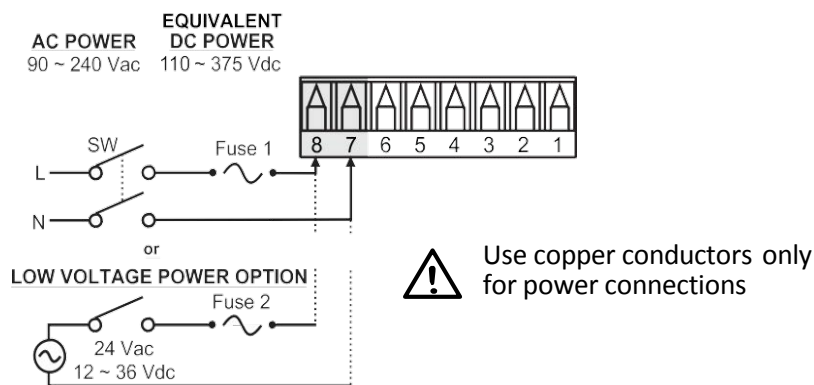 EQUIVALENT
AC POWER DC POWER
90 ~ 240 Vac 110 ~ 375 Vdc
SW Fuse 1
8 7 6 5 4 3 2 1
L
N
or
LOW VOLTAGE POWER OPTION
Fuse 2
24 Vac
12 ~ 36 Vdc
Use copper conductors only
for power connections